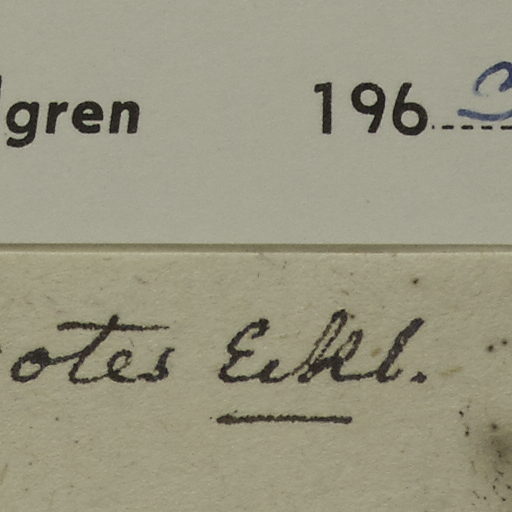 lgren 196
otes Eckl.